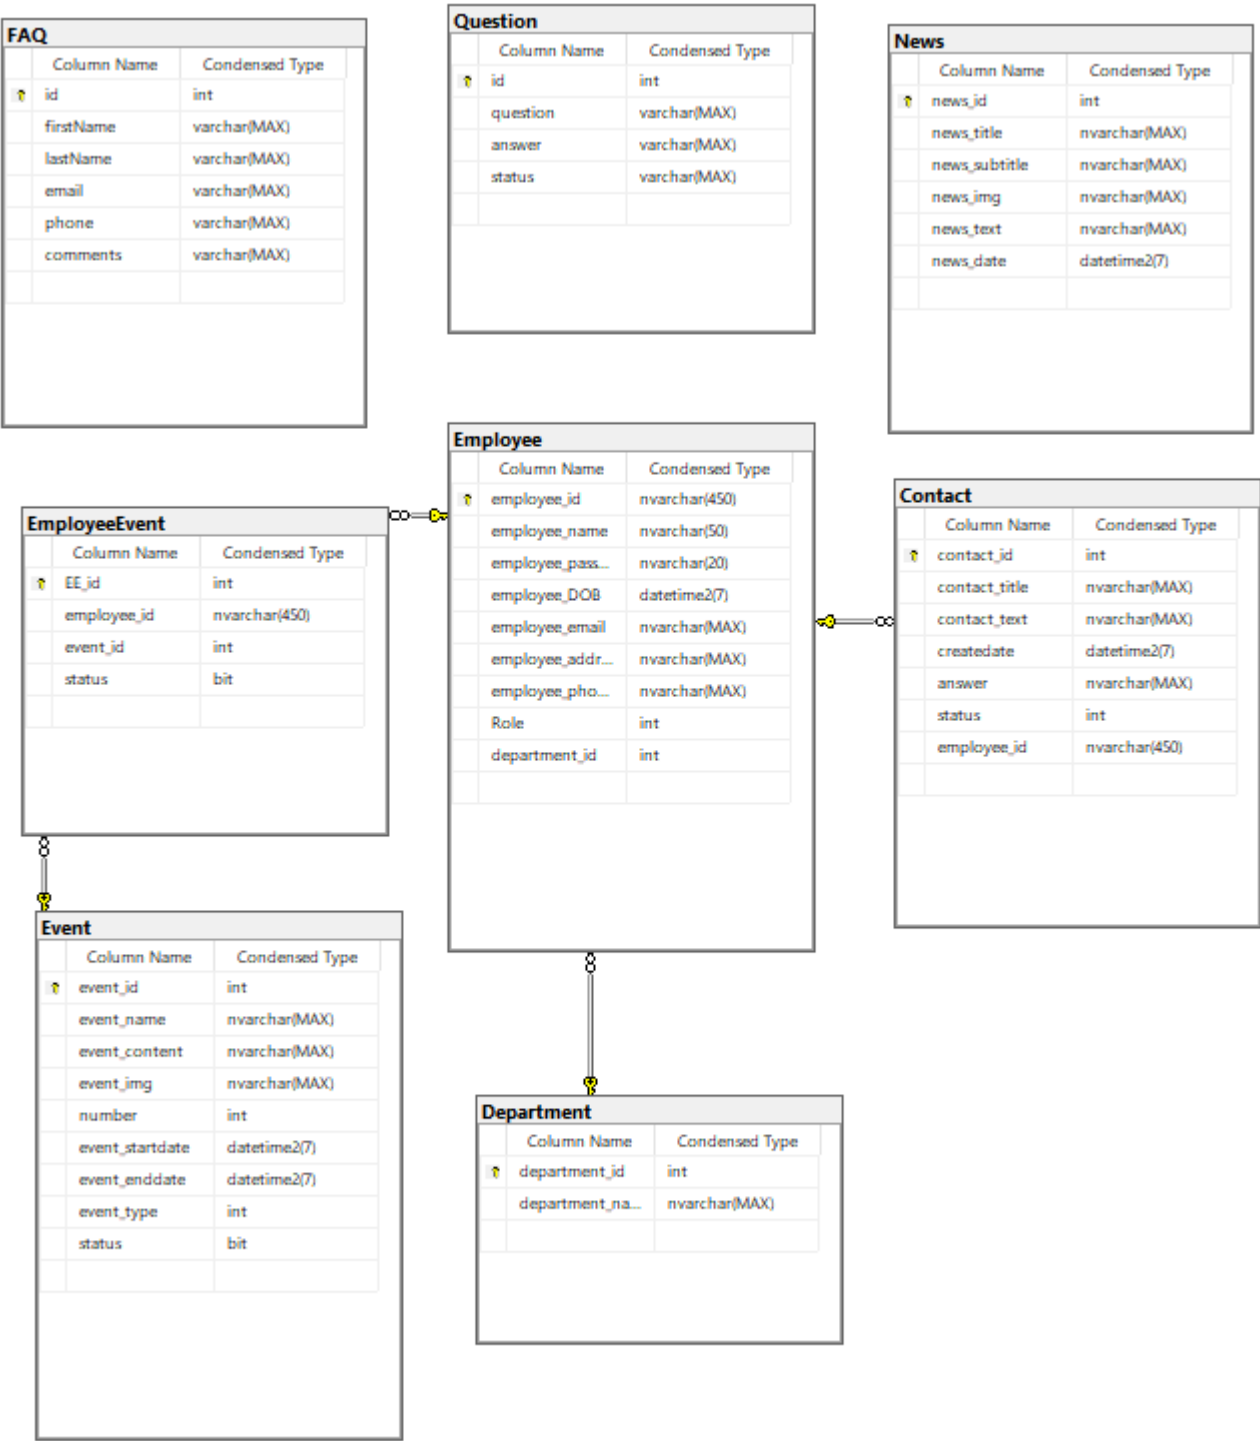 FAQ
Column Name Condensed Type
id int
firstName varchar(MAX)
lastName varchar(MAX)
email varchar(MAX)
phone varchar(MAX)
comments varchar(MAX)
Question
Column Name Condensed Type
id int
question varchar(MAX)
answer varchar(MAX)
status varchar(MAX)
News
Column Name Condensed Type
news_id int
news_title nvarchar(MAX)
news_subtitle nvarchar(MAX)
news_img nvarchar(MAX)
news_text nvarchar(MAX)
news_date datetime2(7)
EmployeeEvent
Column Name Condensed Type
EE_id int
employee_id nvarchar(450)
event_id int
status bit
Employee
Column Name Condensed Type
employee_id nvarchar(450)
employee_name nvarchar(50)
employee_pass... nvarchar(20)
employee_DOB datetime2(7)
employee_email nvarchar(MAX)
employee_addr... nvarchar(MAX)
employee_pho... nvarchar(MAX)
Role int
department_id int
Contact
Column Name Condensed Type
contact_id int
contact_title nvarchar(MAX)
contact_text nvarchar(MAX)
createdate datetime2(7)
answer nvarchar(MAX)
status int
employee_id nvarchar(450)
Event
Column Name Condensed Type
event_id int
event_name nvarchar(MAX)
event_content nvarchar(MAX)
event_img nvarchar(MAX)
number int
event_startdate datetime2(7)
event_enddate datetime2(7)
event_type int
status bit
Department
Column Name Condensed Type
department_id int
department_na... nvarchar(MAX)